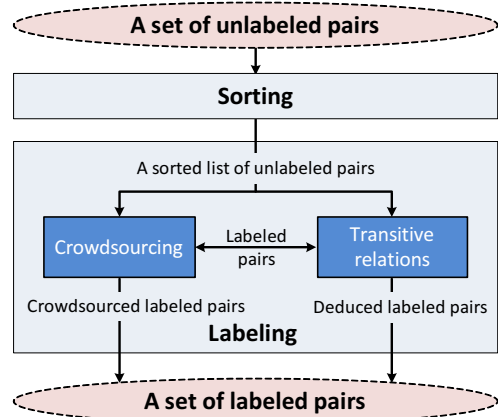 A set of unlabeled pairs
Sorting
A sorted list of unlabeled pairs
Crowdsourcing
Labeled
pairs
Transitive
relations
Crowdsourced labeled pairs
Deduced labeled pairs
Labeling
A set of labeled pairs